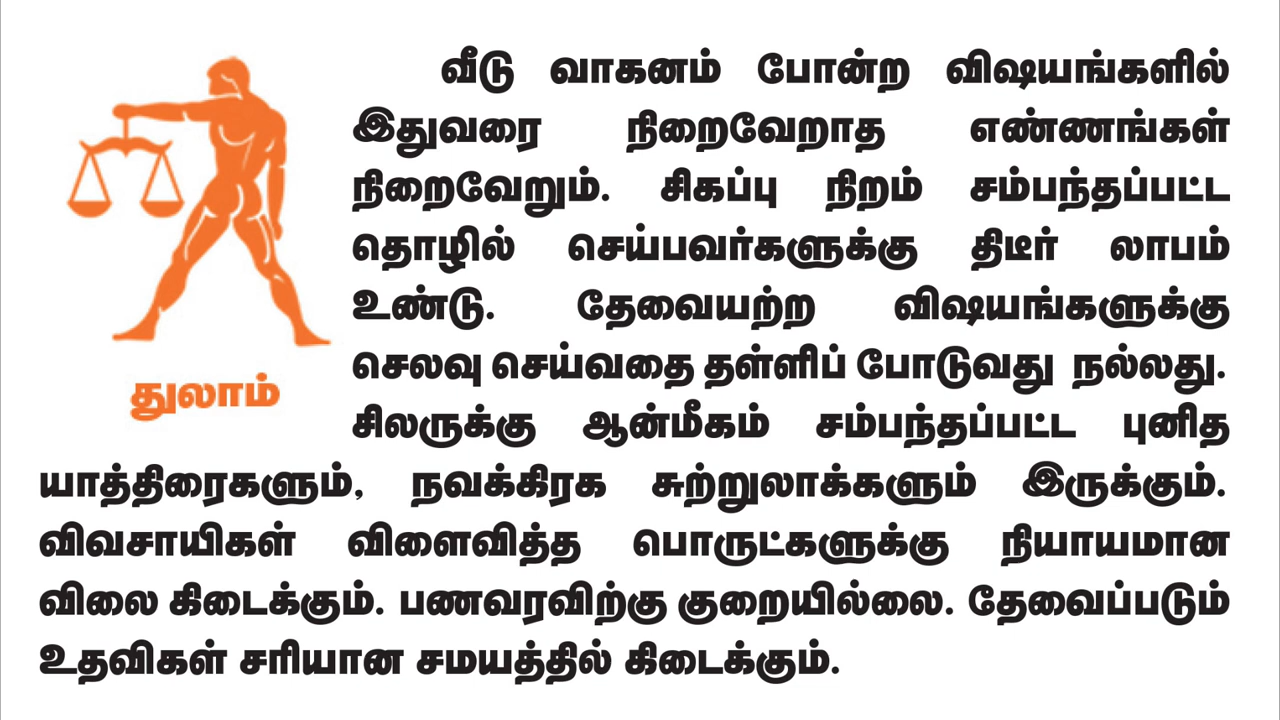 வீடு வாகனம் போன்ற விஷயங்களில்
இதுவரை நிறைவேறாத எண்ணங்கள்
நிறைவேறும். சிகப்பு நிறம் சம்பந்தப்பட்ட
தொழில் செய்பவர்களுக்கு திடீர் லாபம்
உண்டு. தேவையற்ற விஷயங்களுக்கு
செலவு செய்வதை தள்ளிப் போடுவது நல்லது.
சிலருக்கு ஆன்மீகம் சம்பந்தப்பட்ட புனித
யாத்திரைகளும், நவக்கிரக சுற்றுலாக்களும் இருக்கும்.
விவசாயிகள் விளைவித்த பொருட்களுக்கு நியாயமான
விலை கிடைக்கும். பணவரவிற்கு குறையில்லை. தேவைப்படும்
உதவிகள் சரியான சமயத்தில் கிடைக்கும்.
துலாம்